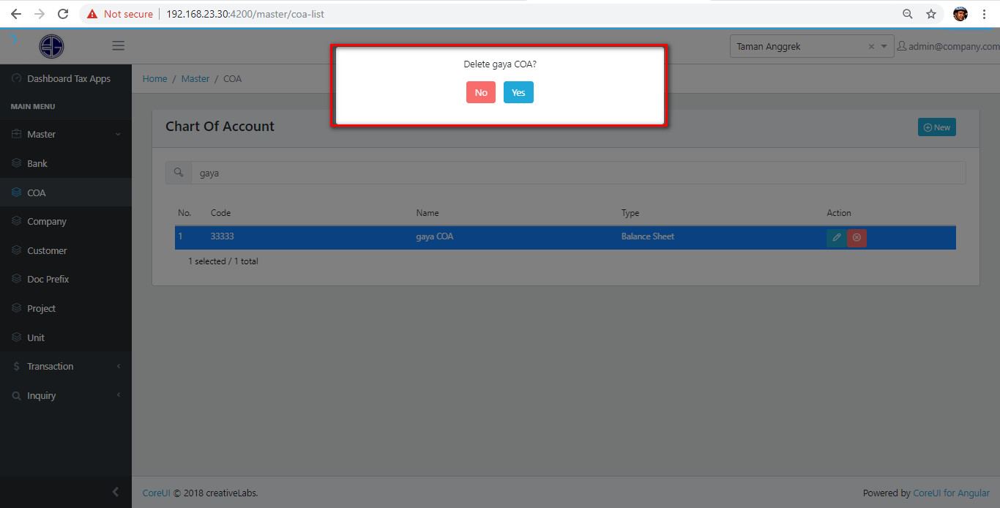 Not secure | 192.168.23.30:4200/master/coa-list
Taman Anggrek × admin@company.com
Dashboard Tax Apps
MAIN MENU
Master
Bank
COA
Company
Customer
Doc Prefix
Project
Unit
Transaction
Inquiry
Home / Master / COA
Delete gaya COA?
No Yes
Chart Of Account
New
gaya
No. Code Name Type Action
1 33333 gaya COA Balance Sheet
1 selected / 1 total
CoreUI © 2018 creativeLabs.
Powered by CoreUI for Angular